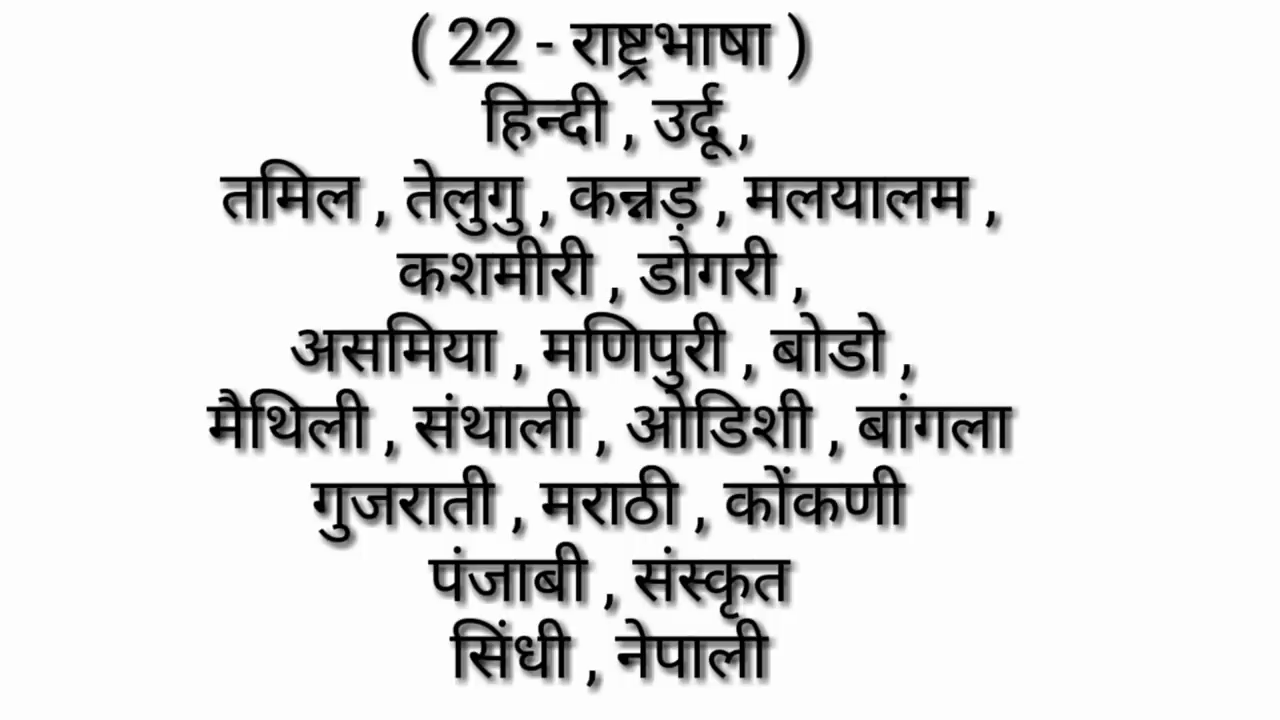 ( 22 - राष्ट्रभाषा )
हिन्दी , उर्दू ,
तमिल , तेलुगु , कन्नड़ , मलयालम ,
कशमीरी , डोगरी ,
असमिया , मणिपुरी , बोडो ,
मैथिली , संथाली , ओडिशी , बांगला
गुजराती , मराठी , कोंकणी
पंजाबी , संस्कृत
सिंधी , नेपाली